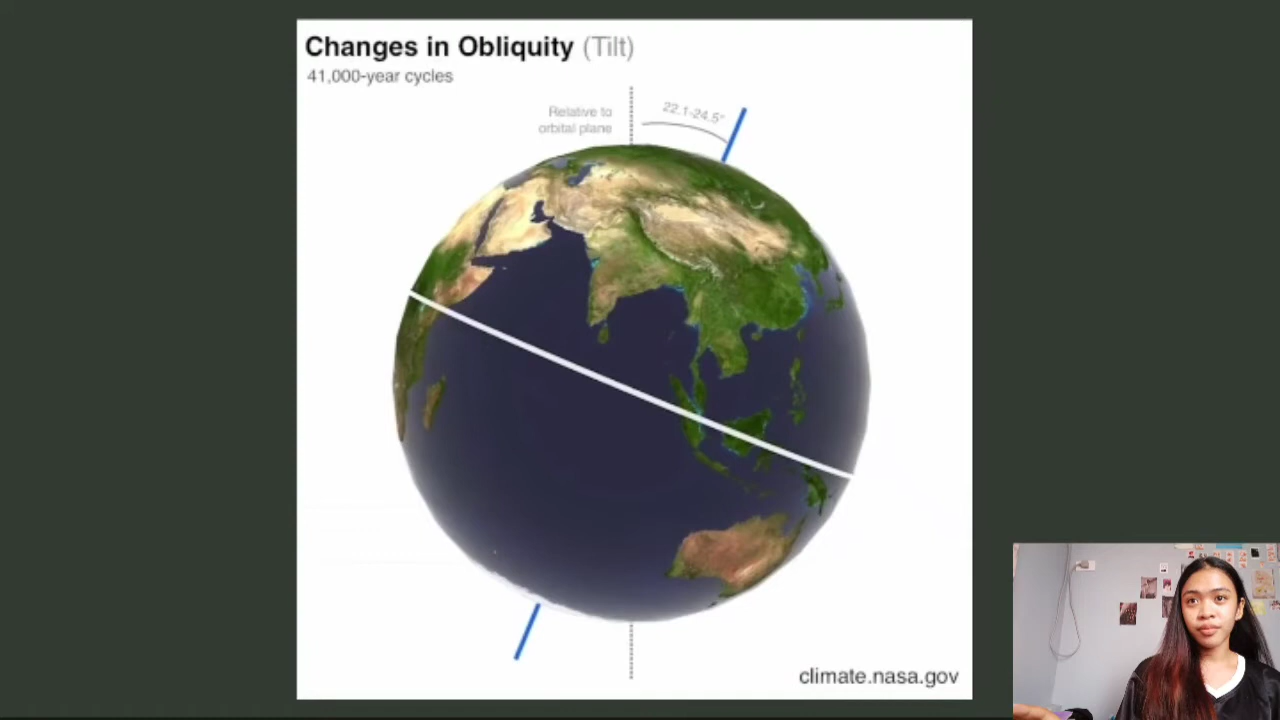 Changes in Obliquity (Tilt)
41,000-year cycles
Relative to
orbital plane
22.1-24.5°
climate.nasa.gov